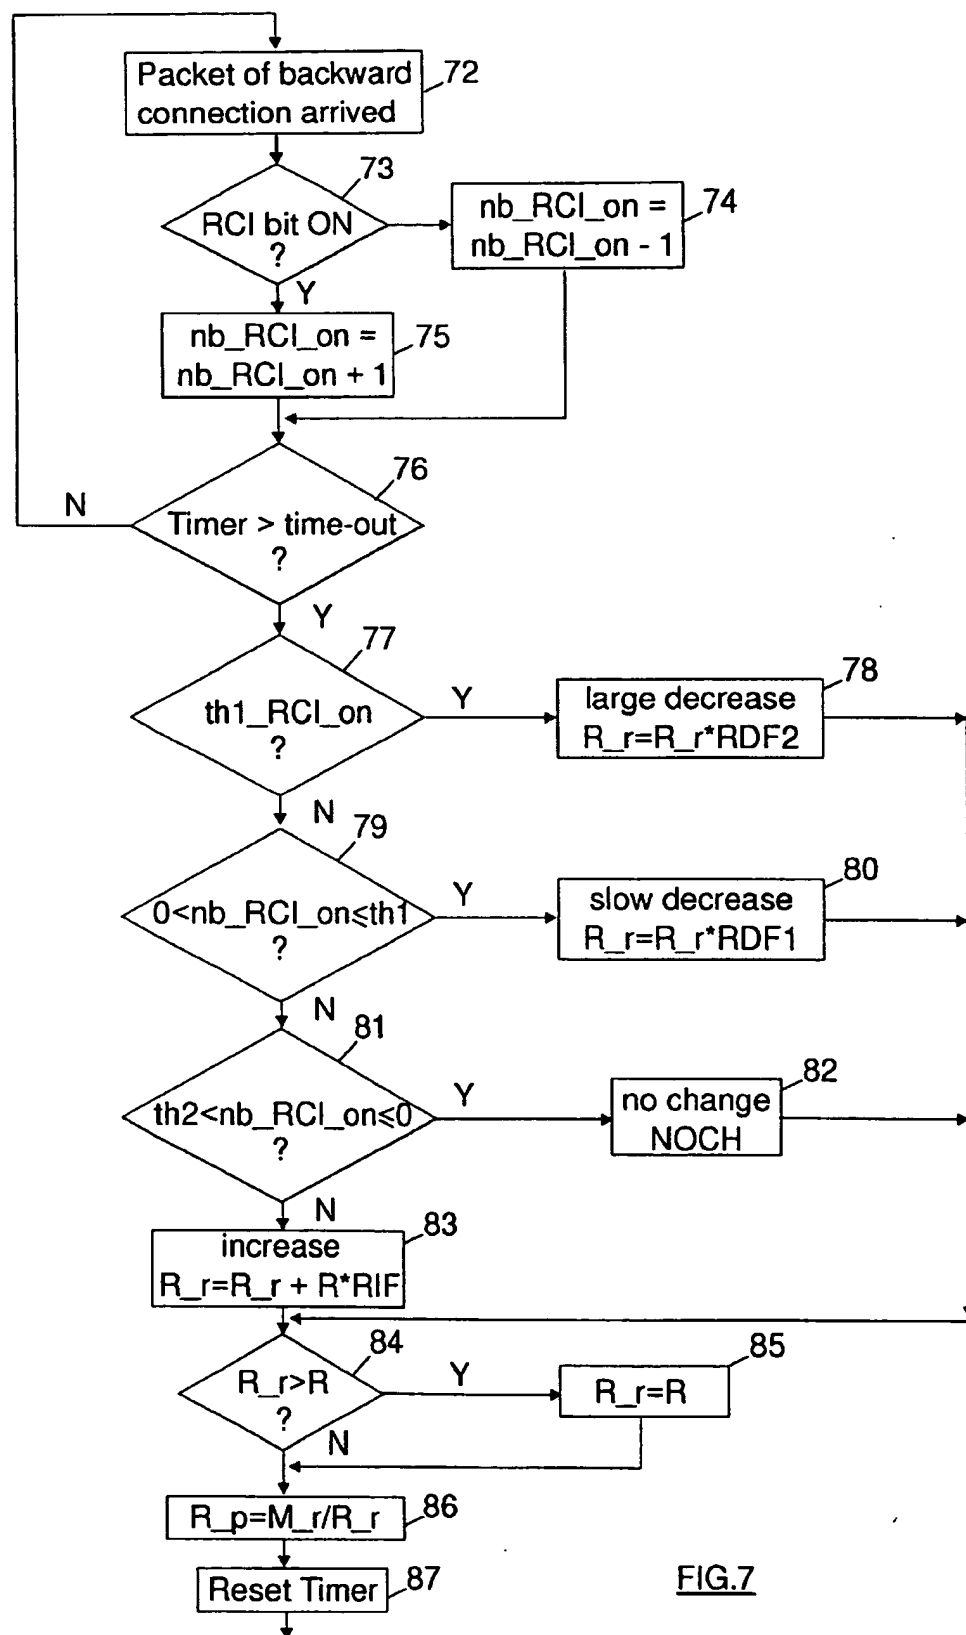 Packet of backward
connection arrived
72
RCI bit ON
?
73
nb_RCI_on =
nb_RCI_on - 1
74
Y
nb_RCI_on =
nb_RCI_on + 1
75
Timer > time-out
?
76
N
Y
th1_RCI_on
?
77
Y
large decrease
R_r=R_r*RDF2
78
N
0<nb_RCI_on≤th1
?
79
Y
slow decrease
R_r=R_r*RDF1
80
N
th2<nb_RCI_on≤0
?
81
Y
no change
NOCH
82
N
increase
R_r=R_r + R*RIF
83
R_r>R
?
84
Y
R_r=R
85
N
R_p=M_r/R_r
86
Reset Timer
87
FIG.7